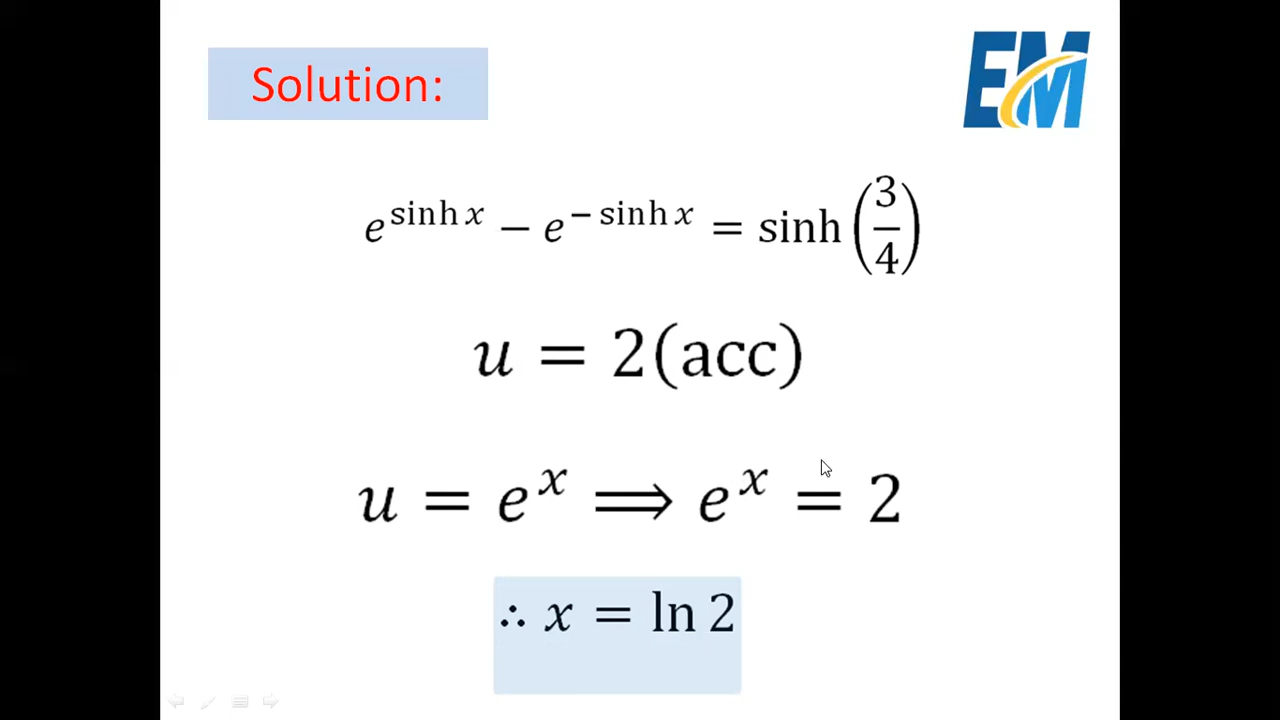 Solution:
EM
e^{sinh x} − e^{− sinh x} = sinh(3/4)
u = 2(acc)
u = e^x ⟹ e^x = 2
∴ x = ln 2